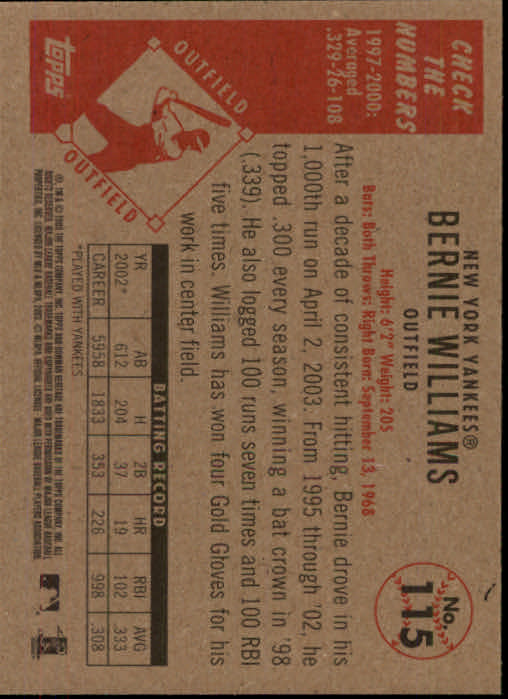 No.
115
NEW YORK YANKEES®
BERNIE WILLIAMS
OUTFIELD
Height: 6'2" Weight: 205
Bats: Both Throws: Right Born: September 13, 1968
CHECK
THE
NUMBERS
1997-2000:
Averaged
.329-26-108
After a decade of consistent hitting, Bernie drove in his
1,000th run on April 2, 2003. From 1995 through '02, he
topped .300 every season, winning a bat crown in '98
(.339). He also logged 100 runs seven times and 100 RBI
five times. Williams has won four Gold Gloves for his
work in center field.
OUTFIELD
OUTFIELD
Topps
BATTING RECORD
YR AB H 2B HR RBI AVG
2002* 612 204 37 19 102 .333
CAREER 5958 1833 353 226 998 .308
*PLAYED WITH YANKEES